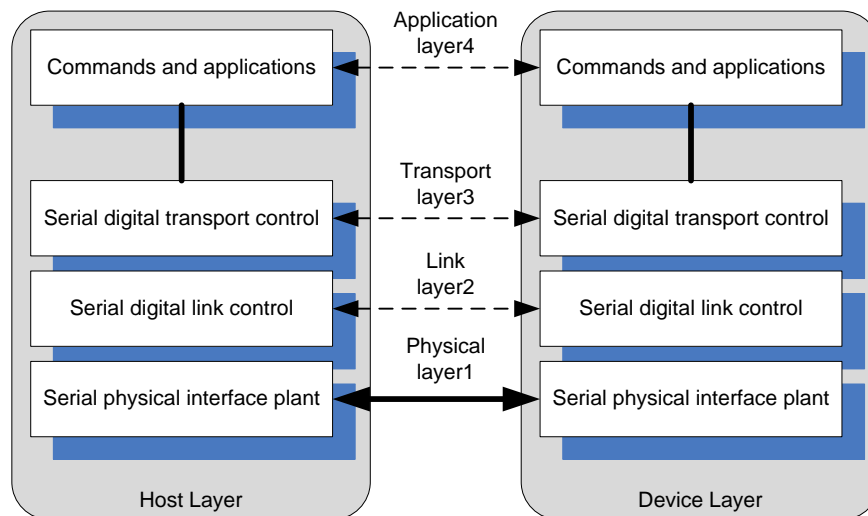 Application
layer4
Commands and applications
Commands and applications
Transport
layer3
Serial digital transport control
Serial digital transport control
Link
layer2
Serial digital link control
Serial digital link control
Physical
layer1
Serial physical interface plant
Serial physical interface plant
Host Layer
Device Layer